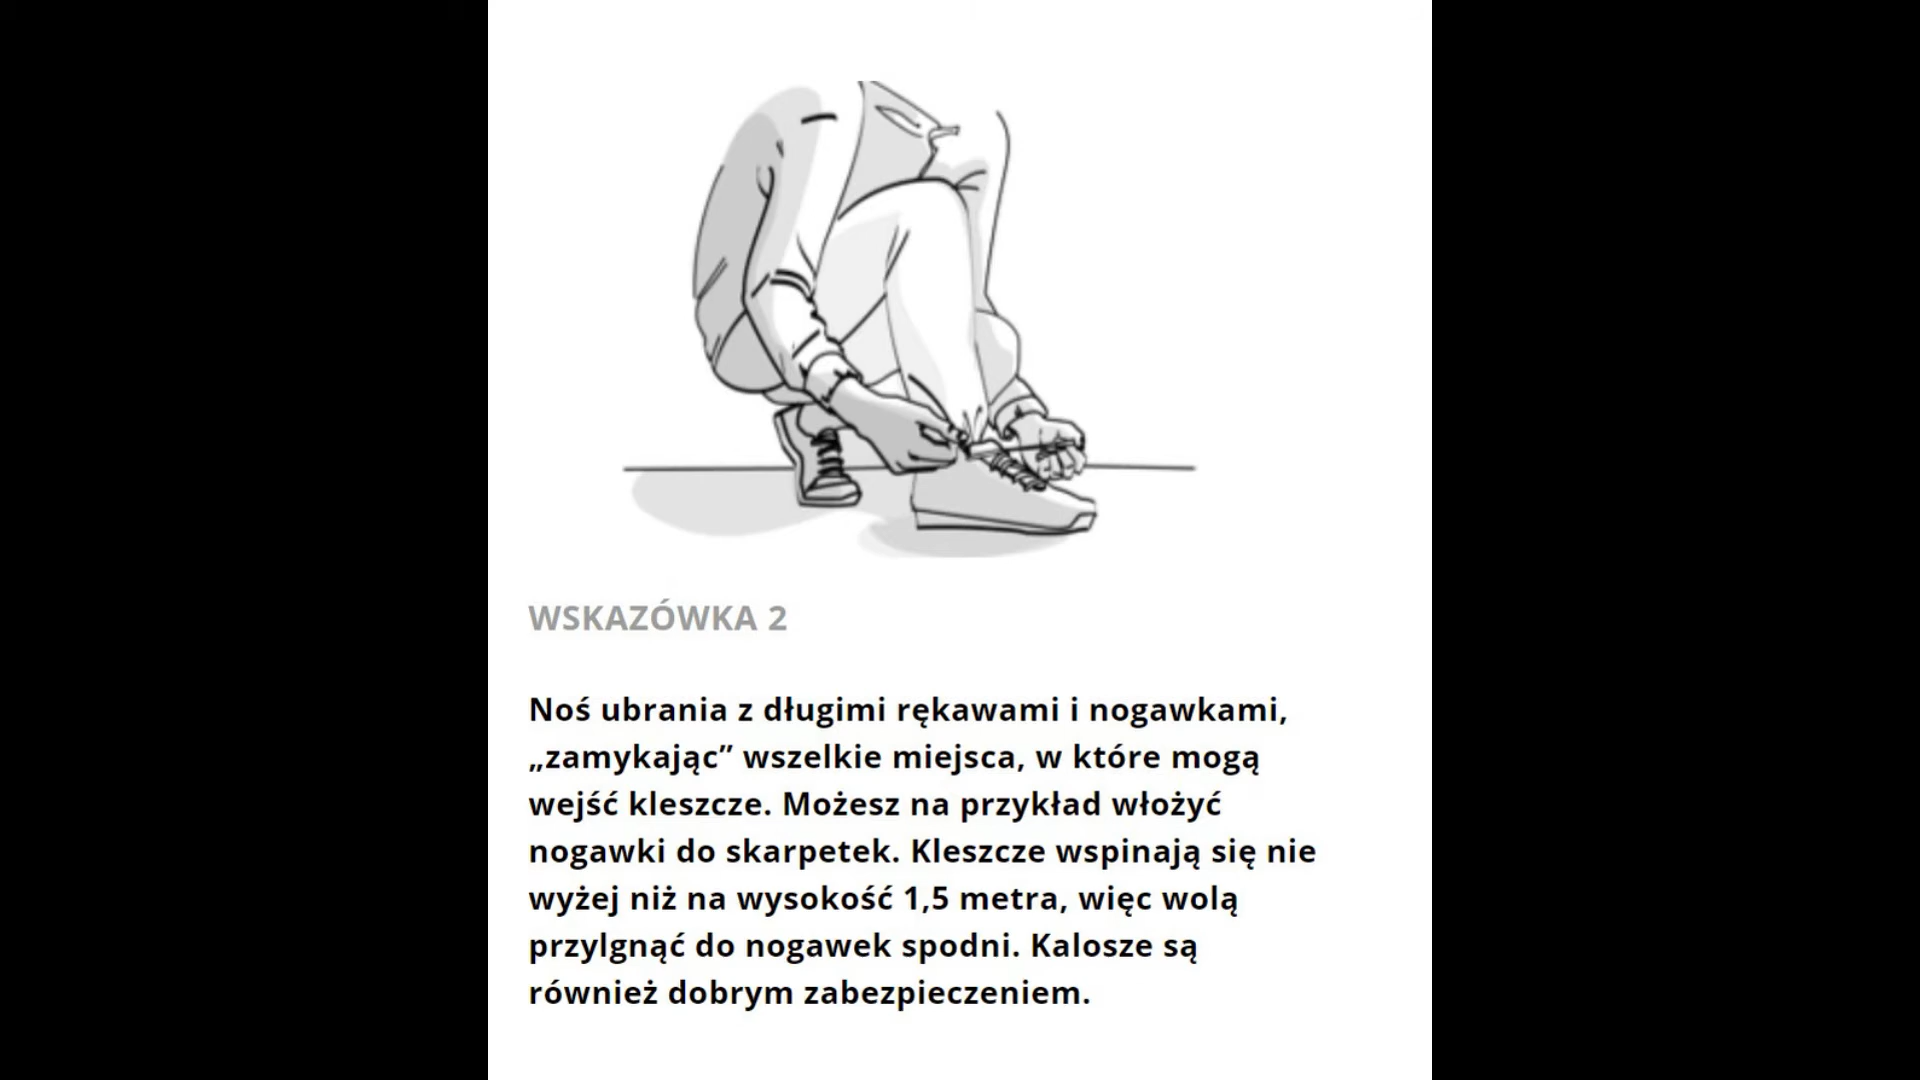 WSKAZÓWKA 2
Noś ubrania z długimi rękawami i nogawkami,
„zamykając” wszelkie miejsca, w które mogą
wejść kleszcze. Możesz na przykład włożyć
nogawki do skarpetek. Kleszcze wspinają się nie
wyżej niż na wysokość 1,5 metra, więc wolą
przylgnąć do nogawek spodni. Kalosze są
również dobrym zabezpieczeniem.